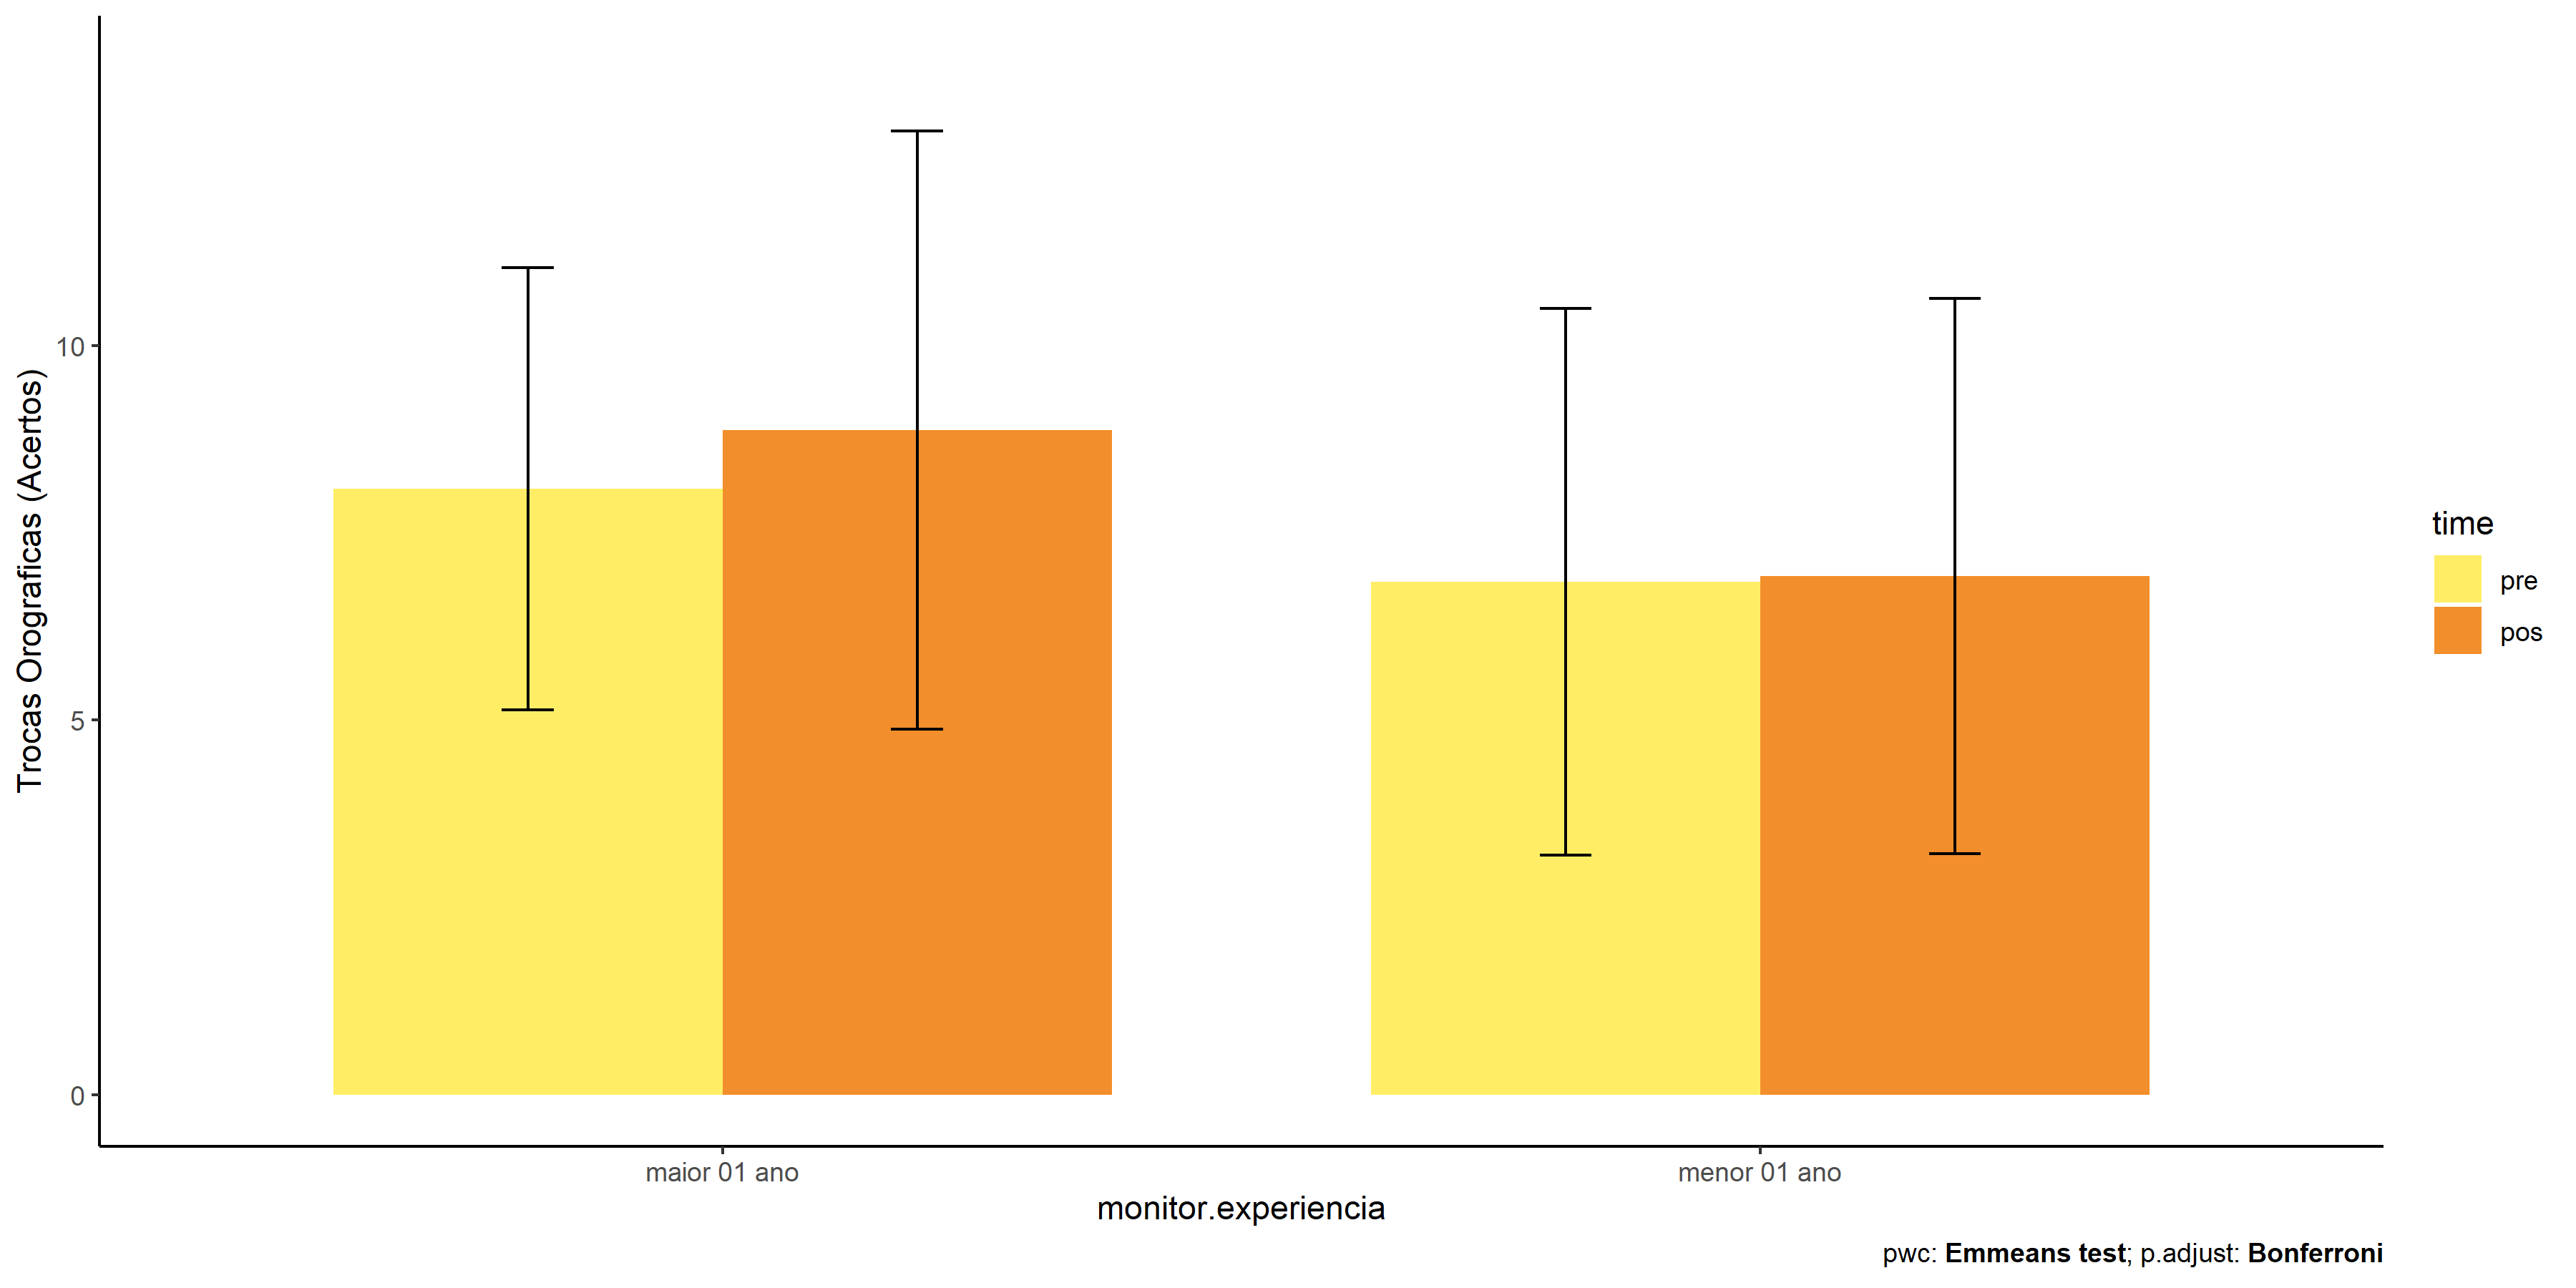 Trocas Orograficas (Acertos)
10
5
0
maior 01 ano
menor 01 ano
monitor.experiencia
time
pre
pos
pwc: Emmeans test; p.adjust: Bonferroni